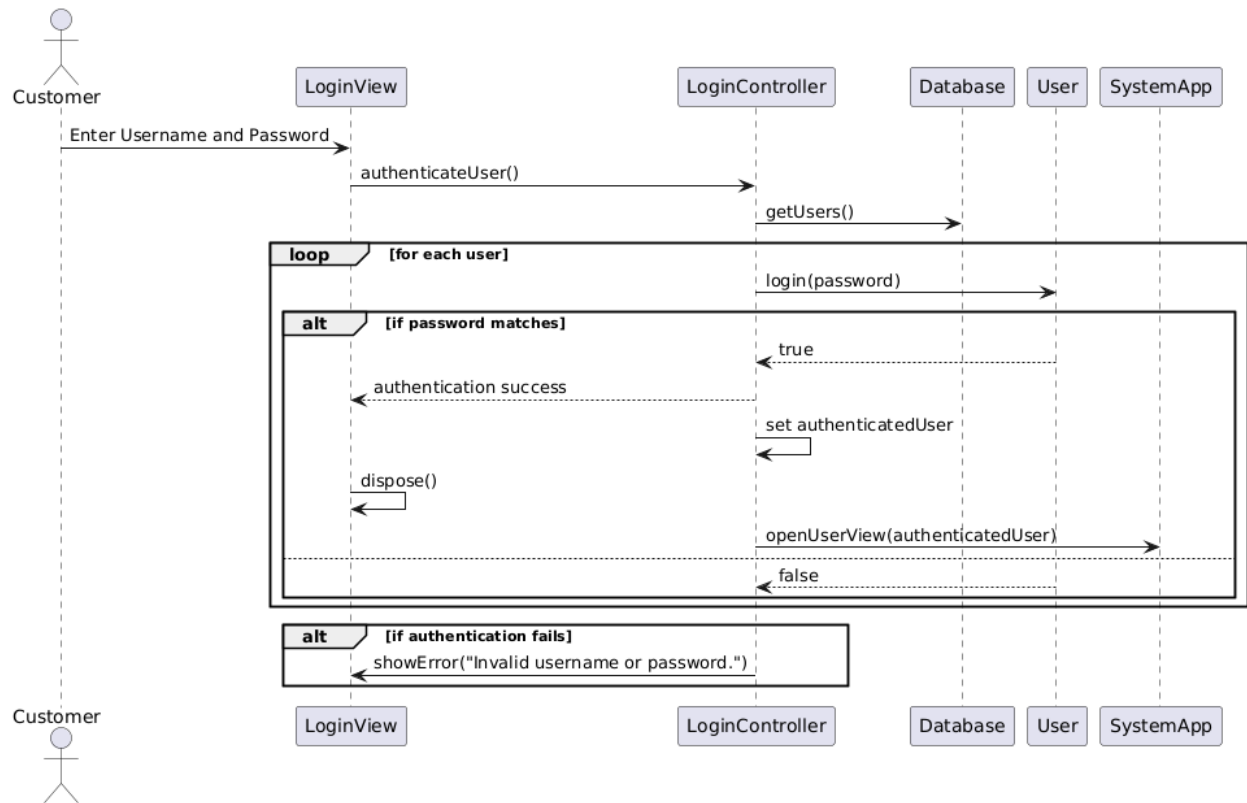 Customer
LoginView
LoginController
Database
User
SystemApp
Enter Username and Password
authenticateUser()
getUsers()
loop
[for each user]
login(password)
alt
[if password matches]
true
authentication success
set authenticatedUser
dispose()
openUserView(authenticatedUser)
false
alt
[if authentication fails]
showError("Invalid username or password.")
Customer
LoginView
LoginController
Database
User
SystemApp